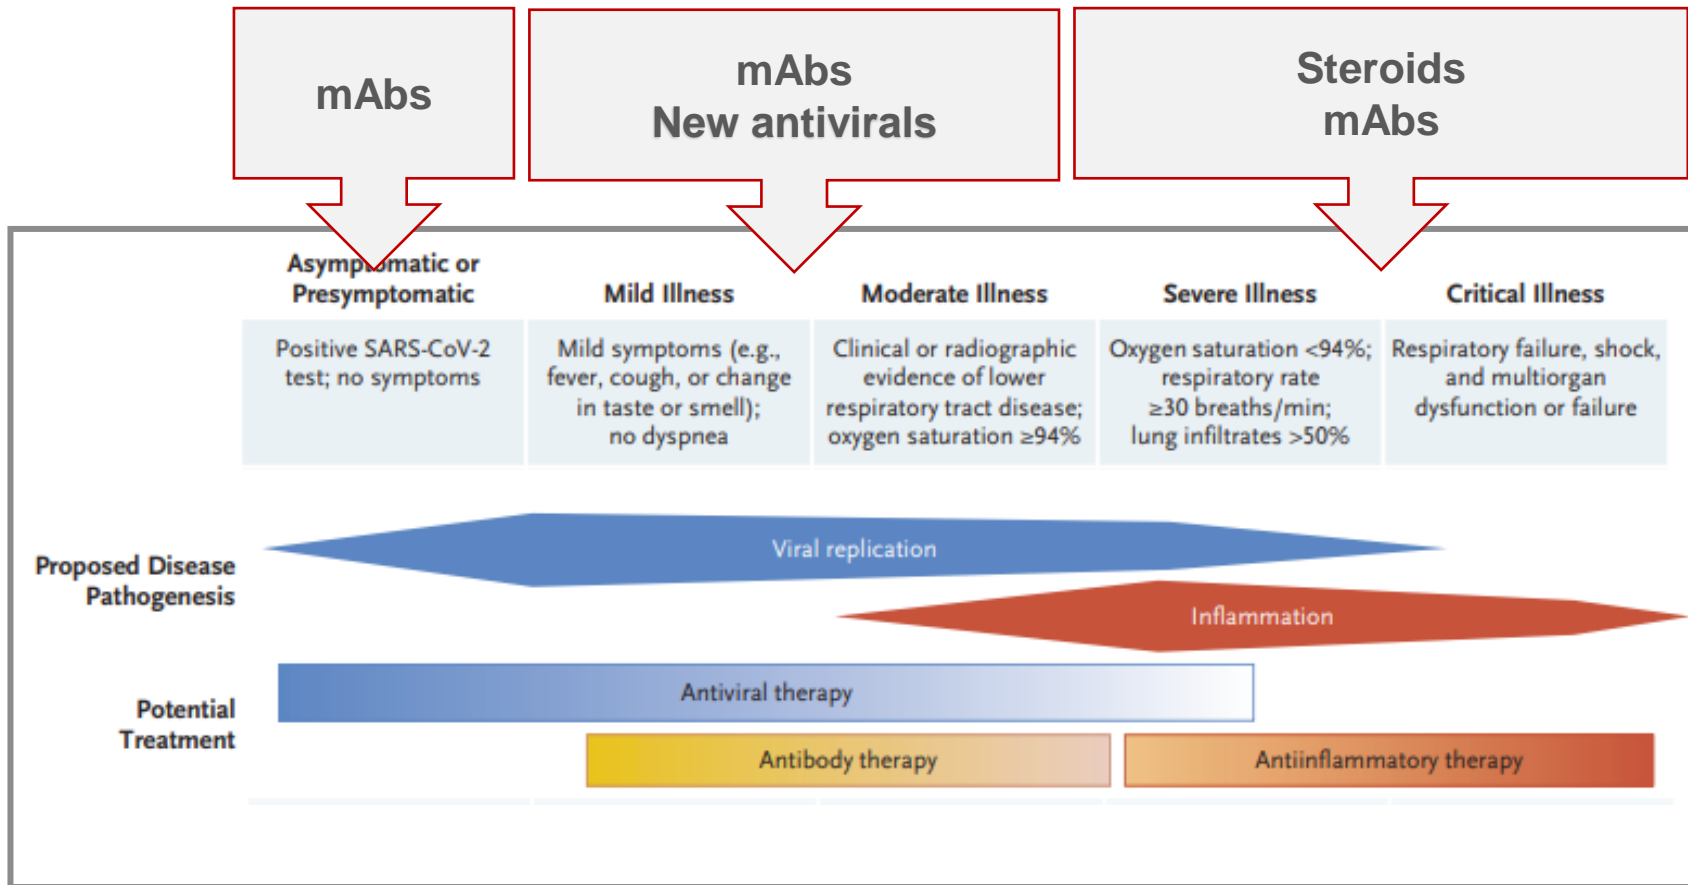 mAbs
mAbs
New antivirals
Steroids
mAbs
Asymptomatic or
Presymptomatic
Mild Illness
Moderate Illness
Severe Illness
Critical Illness
Positive SARS-CoV-2
test; no symptoms
Mild symptoms (e.g.,
fever, cough, or change
in taste or smell);
no dyspnea
Clinical or radiographic
evidence of lower
respiratory tract disease;
oxygen saturation ≥94%
Oxygen saturation <94%;
respiratory rate
≥30 breaths/min;
lung infiltrates >50%
Respiratory failure, shock,
and multiorgan
dysfunction or failure
Proposed Disease
Pathogenesis
Viral replication
Inflammation
Potential
Treatment
Antiviral therapy
Antibody therapy
Antiinflammatory therapy